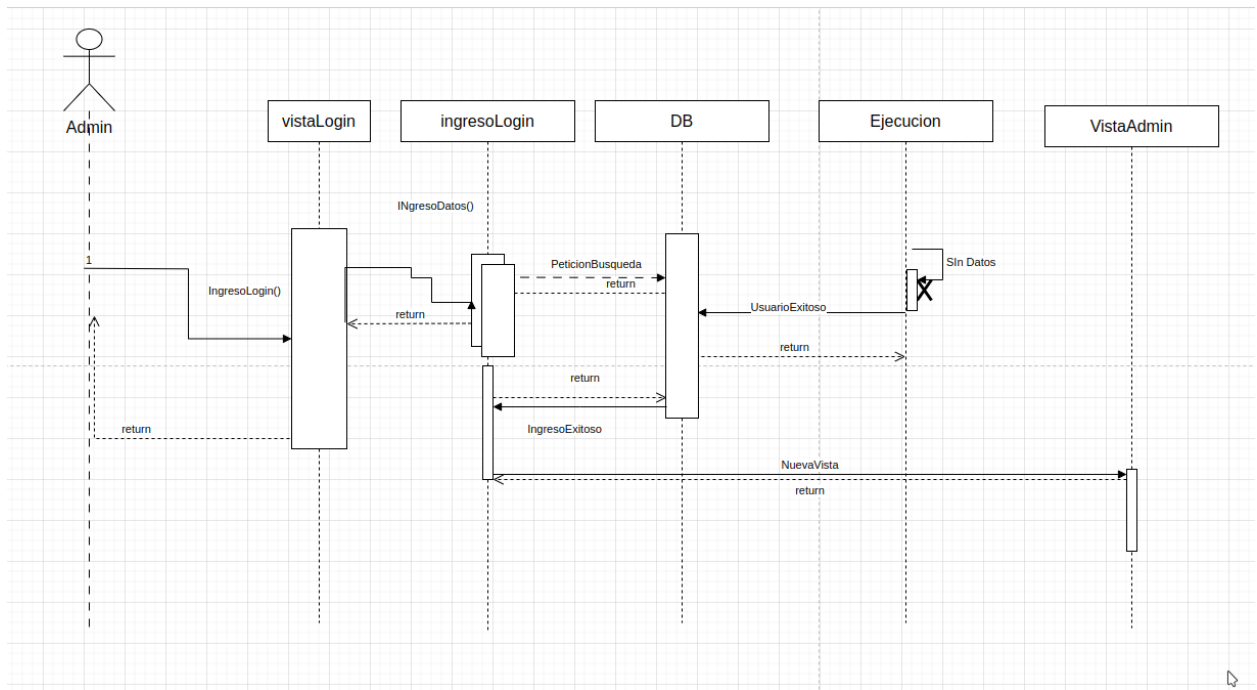 Admin
vistaLogin
ingresoLogin
DB
Ejecucion
VistaAdmin
INgresoDatos()
1
PeticionBusqueda
SIn Datos
return
IngresoLogin()
UsuarioExitoso
return
return
return
return
IngresoExitoso
NuevaVista
return